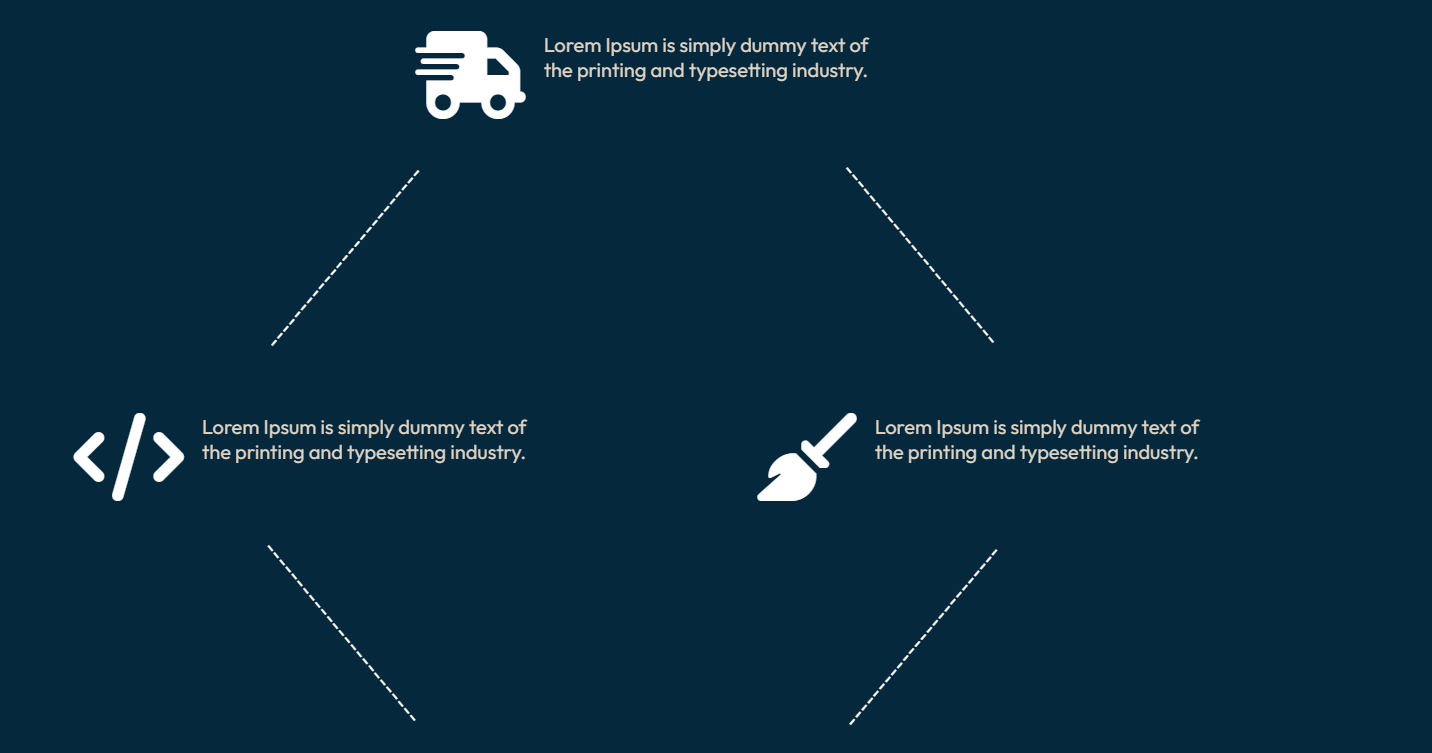 Lorem Ipsum is simply dummy text of
the printing and typesetting industry.
Lorem Ipsum is simply dummy text of
the printing and typesetting industry.
Lorem Ipsum is simply dummy text of
the printing and typesetting industry.